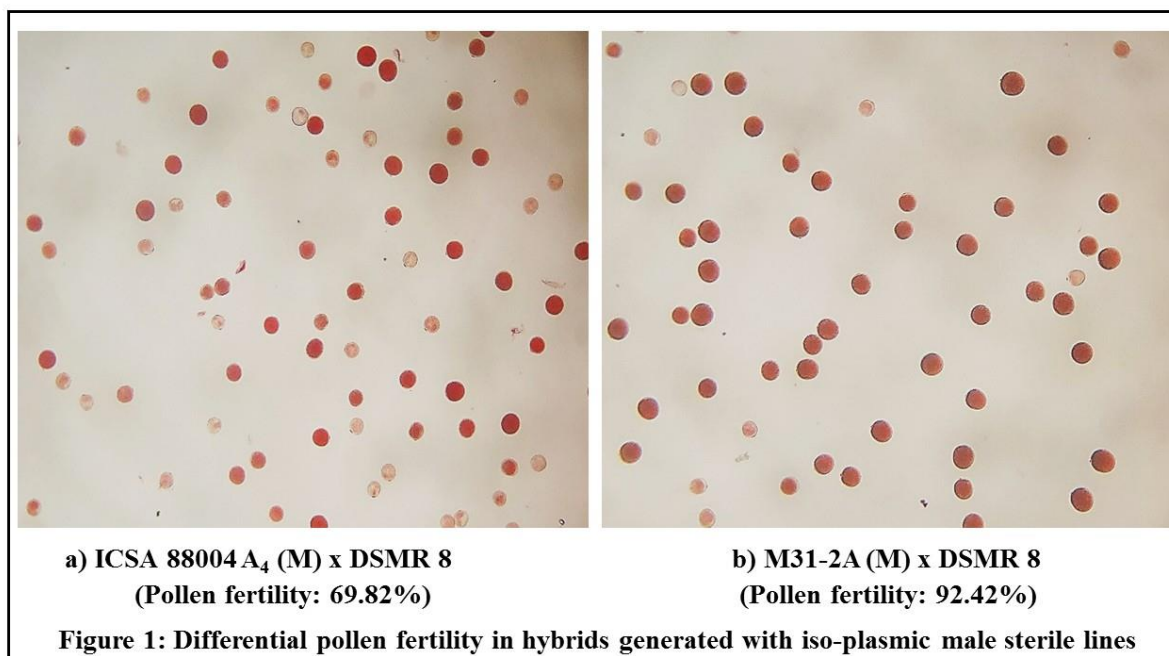 a) ICSA 88004 A₄ (M) x DSMR 8
(Pollen fertility: 69.82%)
b) M31-2A (M) x DSMR 8
(Pollen fertility: 92.42%)
Figure 1: Differential pollen fertility in hybrids generated with iso-plasmic male sterile lines